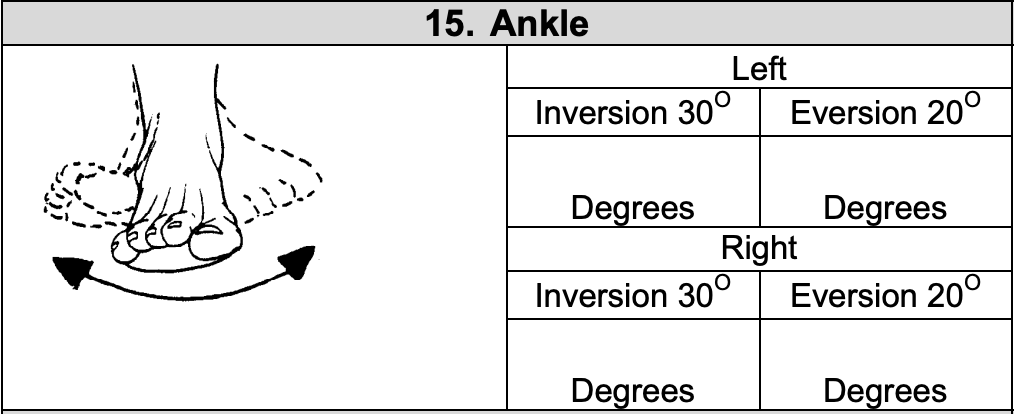 15. Ankle
Left
Inversion 30° Eversion 20°
Degrees Degrees
Right
Inversion 30° Eversion 20°
Degrees Degrees